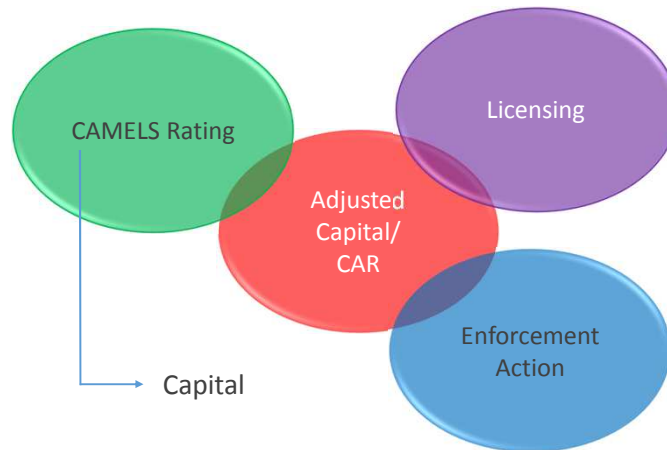 CAMELS Rating
Licensing
Adjusted
Capital/
CAR
Enforcement
Action
Capital